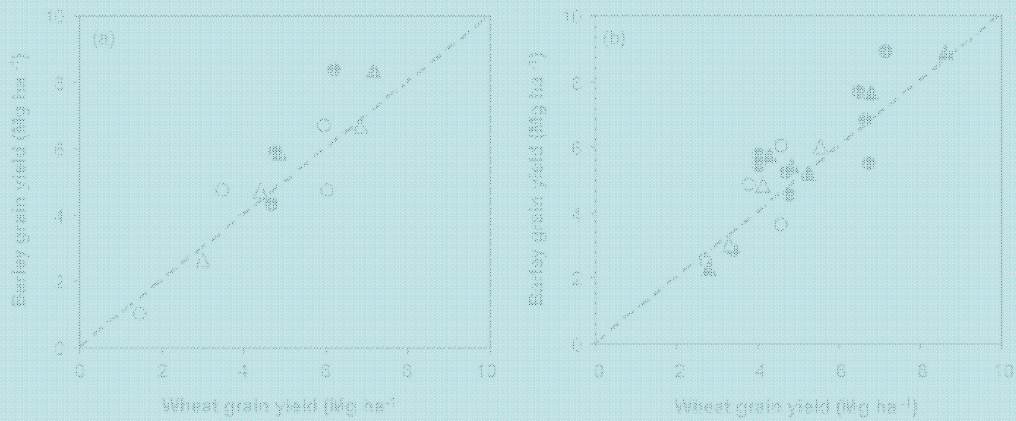 (a)
Barley grain yield (Mg ha⁻¹)
10
8
6
4
2
0
0 2 4 6 8 10
Wheat grain yield (Mg ha⁻¹
(b)
Barley grain yield (Mg ha⁻¹)
10
8
6
4
2
0
0 2 4 6 8 10
Wheat grain yield (Mg ha⁻¹)